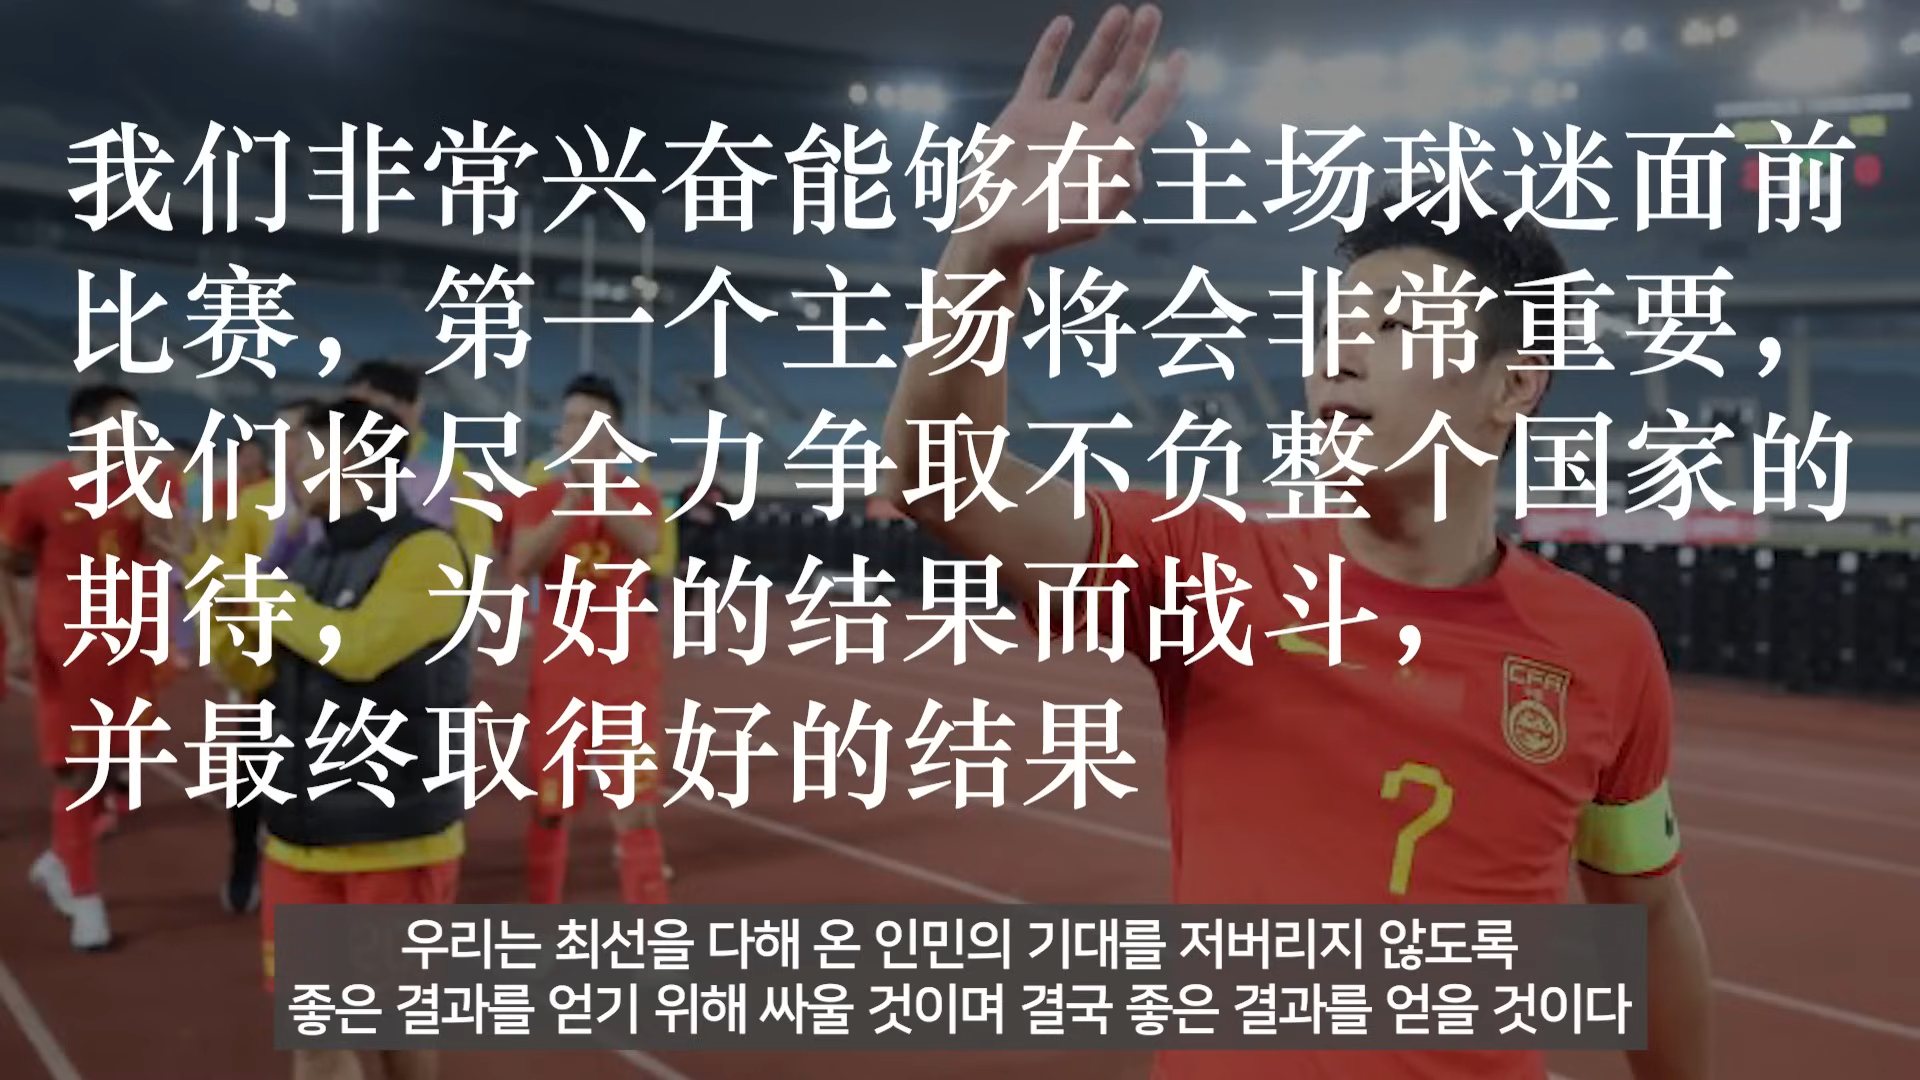 我们非常兴奋能够在主场球迷面前
比赛，第一个主场将会非常重要，
我们将尽全力争取不负整个国家的
期待，为好的结果而战斗，
并最终取得好的结果
CFA
7
우리는 최선을 다해 온 인민의 기대를 저버리지 않도록
좋은 결과를 얻기 위해 싸울 것이며 결국 좋은 결과를 얻을 것이다